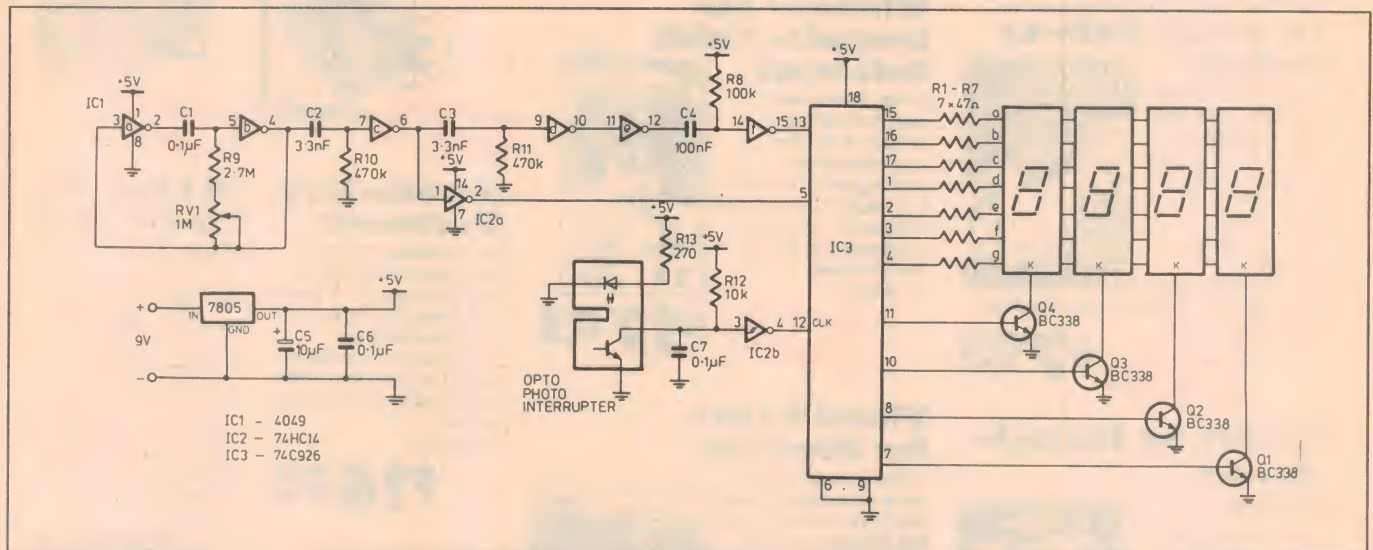 IC1
+5V
3
a
1
2
8
C1
0·1µF
5
b
4
R9
2·7M
RV1
1M
C2
3·3nF
R10
470k
7
c
6
C3
3·3nF
R11
470k
+5V
1
14
2
7
IC2a
9
d
10
11
e
12
C4
100nF
+5V
R8
100k
14
f
15
13
+5V
18
5
IC3
12
CLK
6 . 9
+
IN
7805
OUT
GND
9V
-
+5V
C5
+
10µF
C6
0·1µF
IC1 - 4049
IC2 - 74HC14
IC3 - 74C926
OPTO
PHOTO
INTERRUPTER
+5V
R13
270
+5V
R12
10k
C7
0·1µF
3
4
IC2b
R1 - R7
7×47Ω
15
a
16
b
17
c
1
d
2
e
3
f
4
g
K
K
K
K
11
Q4
BC338
10
Q3
BC338
8
Q2
BC338
7
Q1
BC338